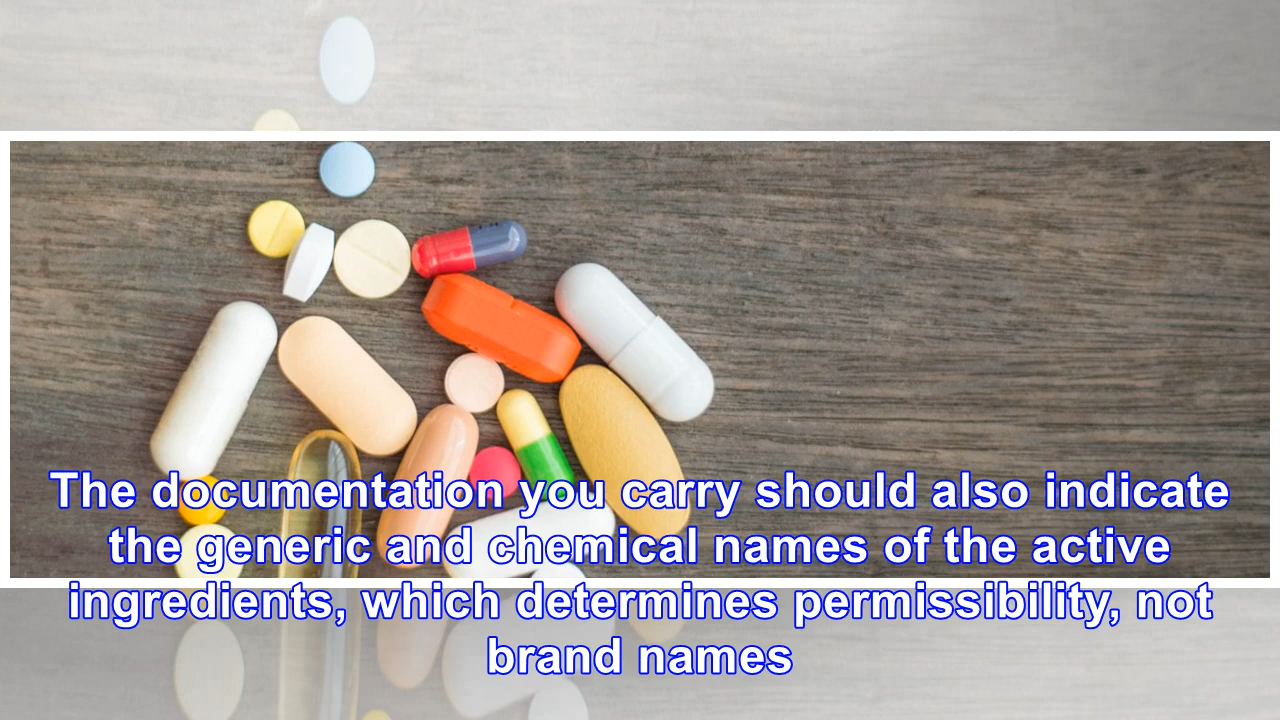 The documentation you carry should also indicate
the generic and chemical names of the active
ingredients, which determines permissibility, not
brand names